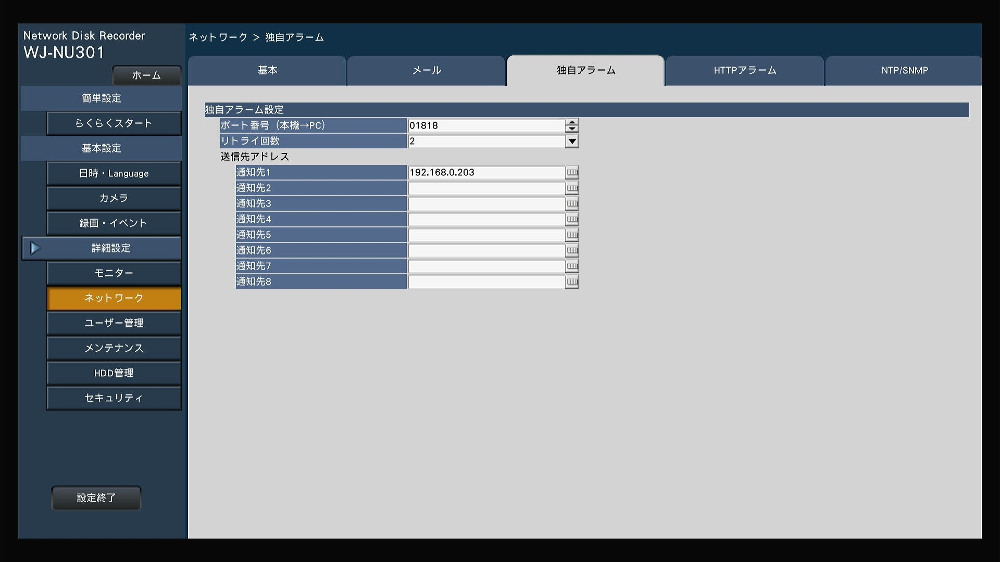 Network Disk Recorder
WJ-NU301
ホーム
簡単設定
らくらくスタート
基本設定
日時・Language
カメラ
録画・イベント
詳細設定
モニター
ネットワーク
ユーザー管理
メンテナンス
HDD管理
セキュリティ
設定終了
ネットワーク > 独自アラーム
基本 メール 独自アラーム HTTPアラーム NTP/SNMP
独自アラーム設定
ポート番号（本機→PC） 01818
リトライ回数 2
送信先アドレス
通知先1 192.168.0.203
通知先2
通知先3
通知先4
通知先5
通知先6
通知先7
通知先8